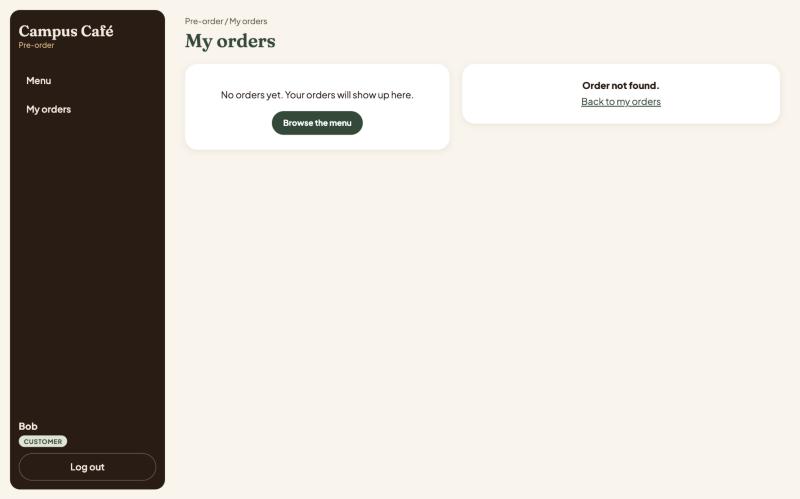 Campus Café
Pre-order
Menu
My orders
Bob
CUSTOMER
Log out
Pre-order / My orders
My orders
No orders yet. Your orders will show up here.
Browse the menu
Order not found.
Back to my orders